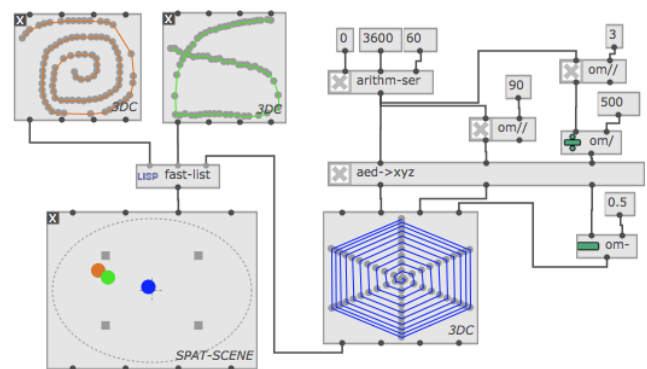 X
3DC
X
3DC
0
3600
60
arithm-ser
3
om//
90
500
om//
om/
LISP fast-list
aed->xyz
0.5
om-
X
SPAT-SCENE
3DC